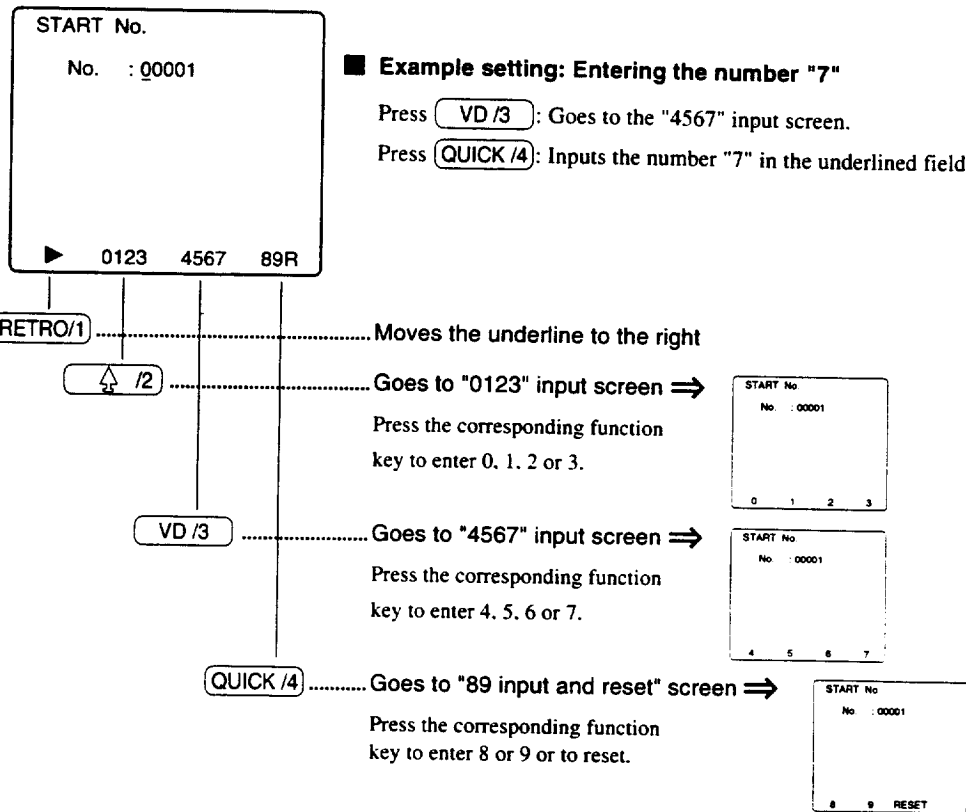 START No.
No. : 00001
▶ 0123 4567 89R
■ Example setting: Entering the number "7"
Press VD /3 : Goes to the "4567" input screen.
Press QUICK /4: Inputs the number "7" in the underlined field
RETRO/1 ........ Moves the underline to the right
⇧ /2 ........ Goes to "0123" input screen ⇒
Press the corresponding function
key to enter 0, 1, 2 or 3.
START No.
No. : 00001
0 1 2 3
VD /3 ........ Goes to "4567" input screen ⇒
Press the corresponding function
key to enter 4, 5, 6 or 7.
START No.
No. : 00001
4 5 6 7
QUICK /4 ........ Goes to "89 input and reset" screen ⇒
Press the corresponding function
key to enter 8 or 9 or to reset.
START No
No. : 00001
8 9 RESET